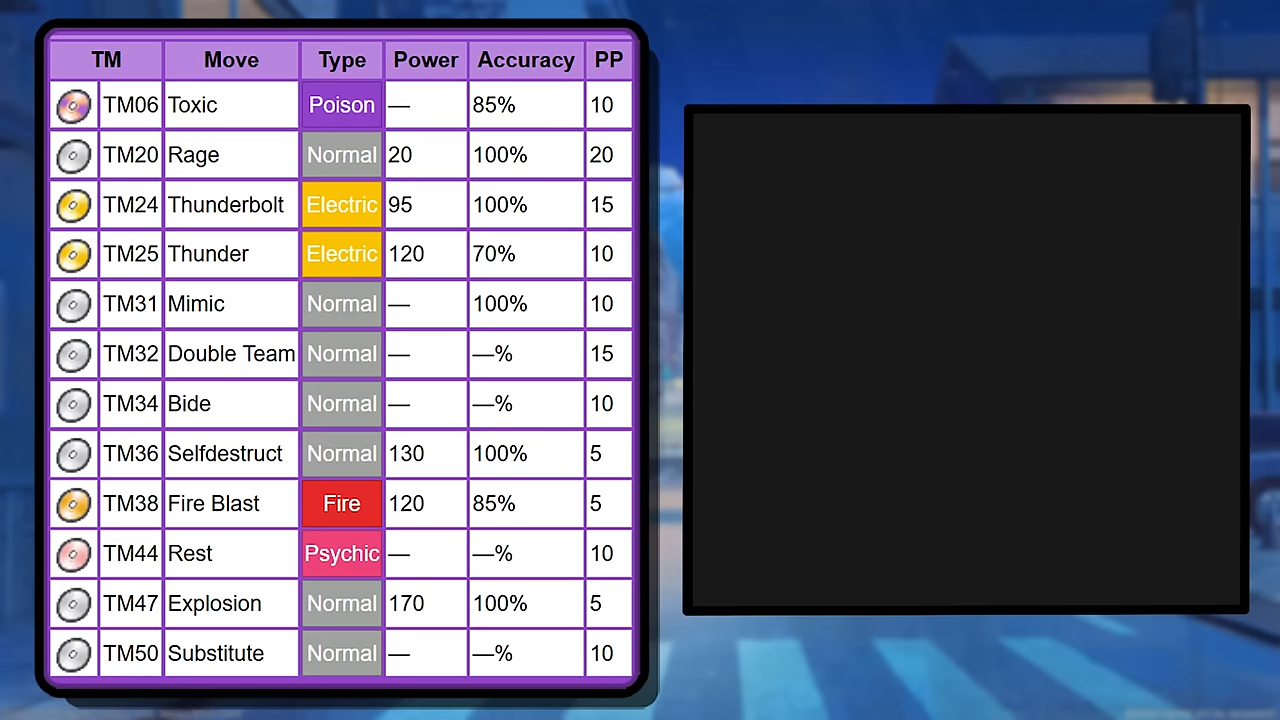 TM Move Type Power Accuracy PP
TM06 Toxic Poison — 85% 10
TM20 Rage Normal 20 100% 20
TM24 Thunderbolt Electric 95 100% 15
TM25 Thunder Electric 120 70% 10
TM31 Mimic Normal — 100% 10
TM32 Double Team Normal — —% 15
TM34 Bide Normal — —% 10
TM36 Selfdestruct Normal 130 100% 5
TM38 Fire Blast Fire 120 85% 5
TM44 Rest Psychic — —% 10
TM47 Explosion Normal 170 100% 5
TM50 Substitute Normal — —% 10